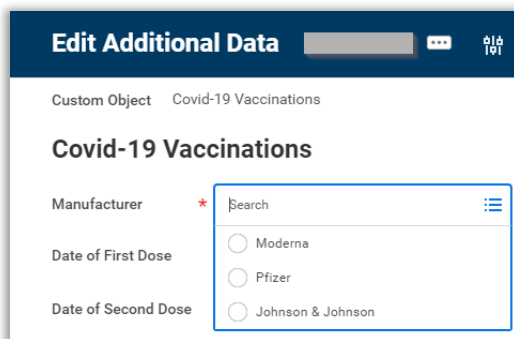 Edit Additional Data
Custom Object Covid-19 Vaccinations
Covid-19 Vaccinations
Manufacturer * Search
Moderna
Date of First Dose
Pfizer
Date of Second Dose Johnson & Johnson